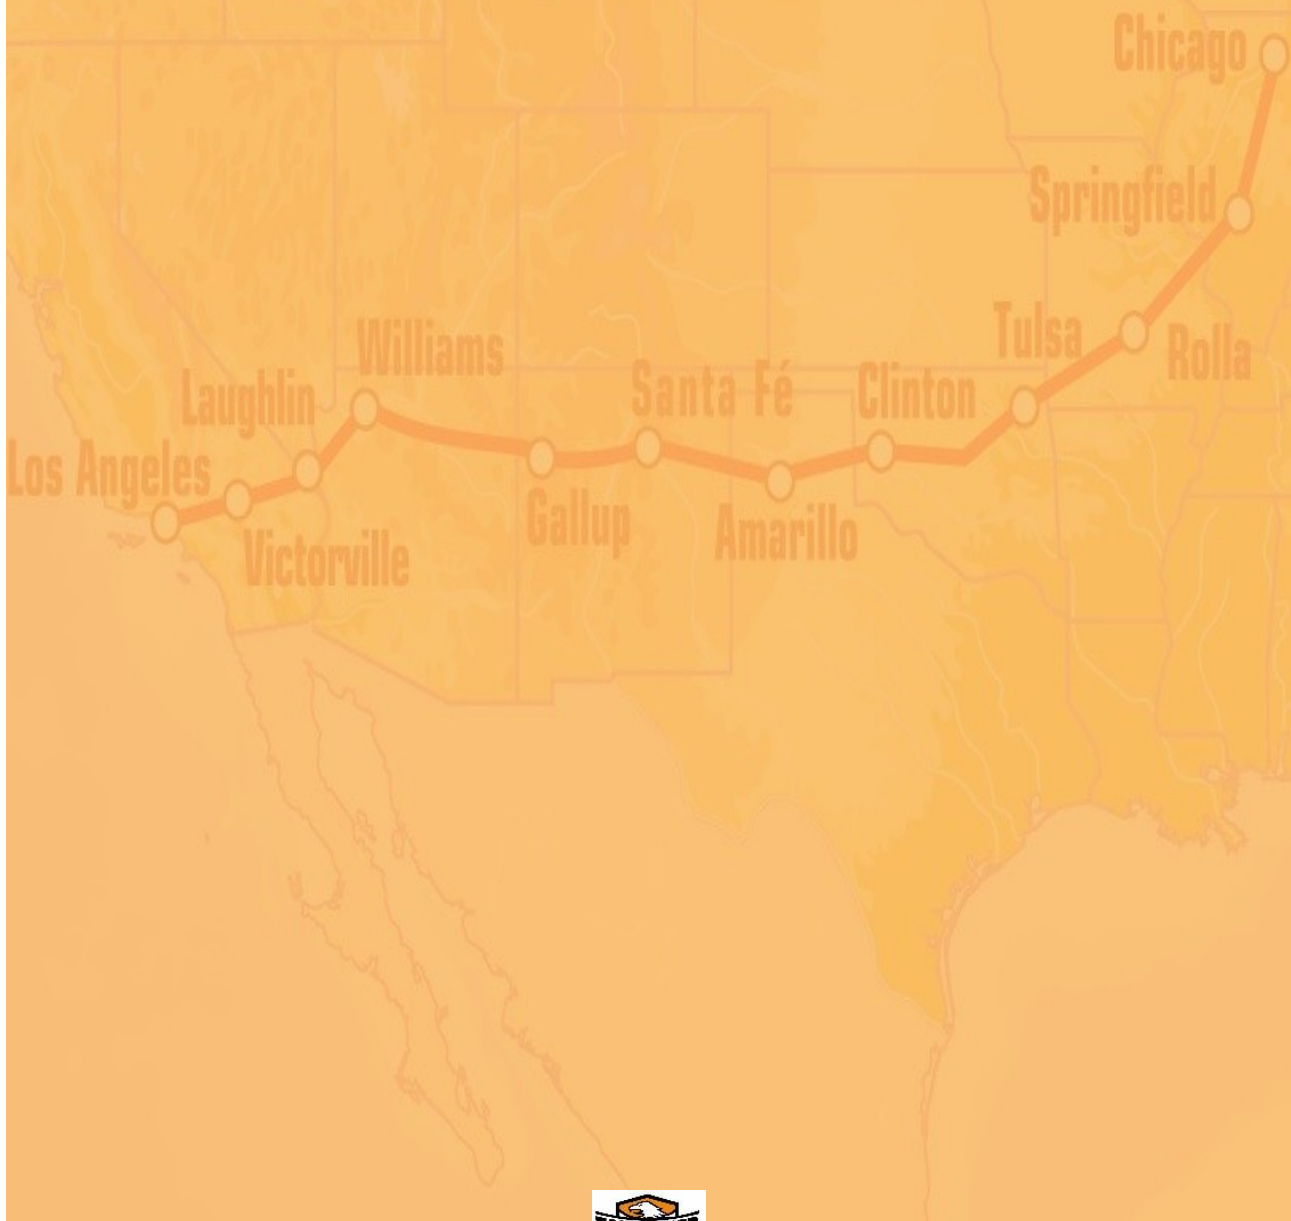 Chicago
Springfield
Tulsa
Rolla
Williams
Santa Fé
Clinton
Laughlin
Los Angeles
Gallup
Amarillo
Victorville